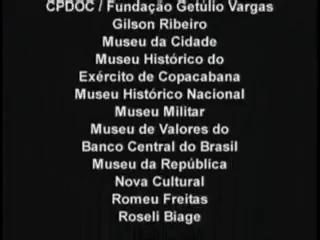 CPDOC / Fundação Getúlio Vargas
Gilson Ribeiro
Museu da Cidade
Museu Histórico do
Exército de Copacabana
Museu Histórico Nacional
Museu Militar
Museu de Valores do
Banco Central do Brasil
Museu da República
Nova Cultural
Romeu Freitas
Roseli Biage